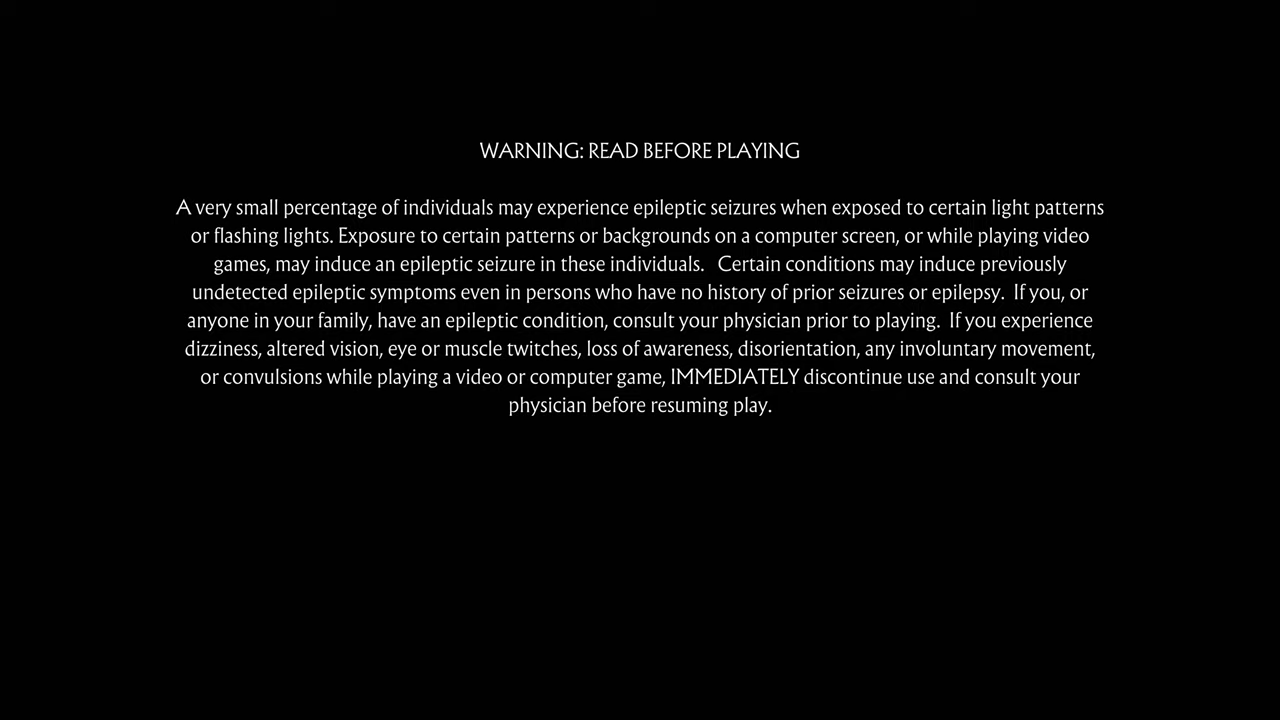 WARNING: READ BEFORE PLAYING
A very small percentage of individuals may experience epileptic seizures when exposed to certain light patterns
or flashing lights. Exposure to certain patterns or backgrounds on a computer screen, or while playing video
games, may induce an epileptic seizure in these individuals.   Certain conditions may induce previously
undetected epileptic symptoms even in persons who have no history of prior seizures or epilepsy.  If you, or
anyone in your family, have an epileptic condition, consult your physician prior to playing.  If you experience
dizziness, altered vision, eye or muscle twitches, loss of awareness, disorientation, any involuntary movement,
or convulsions while playing a video or computer game, IMMEDIATELY discontinue use and consult your
physician before resuming play.